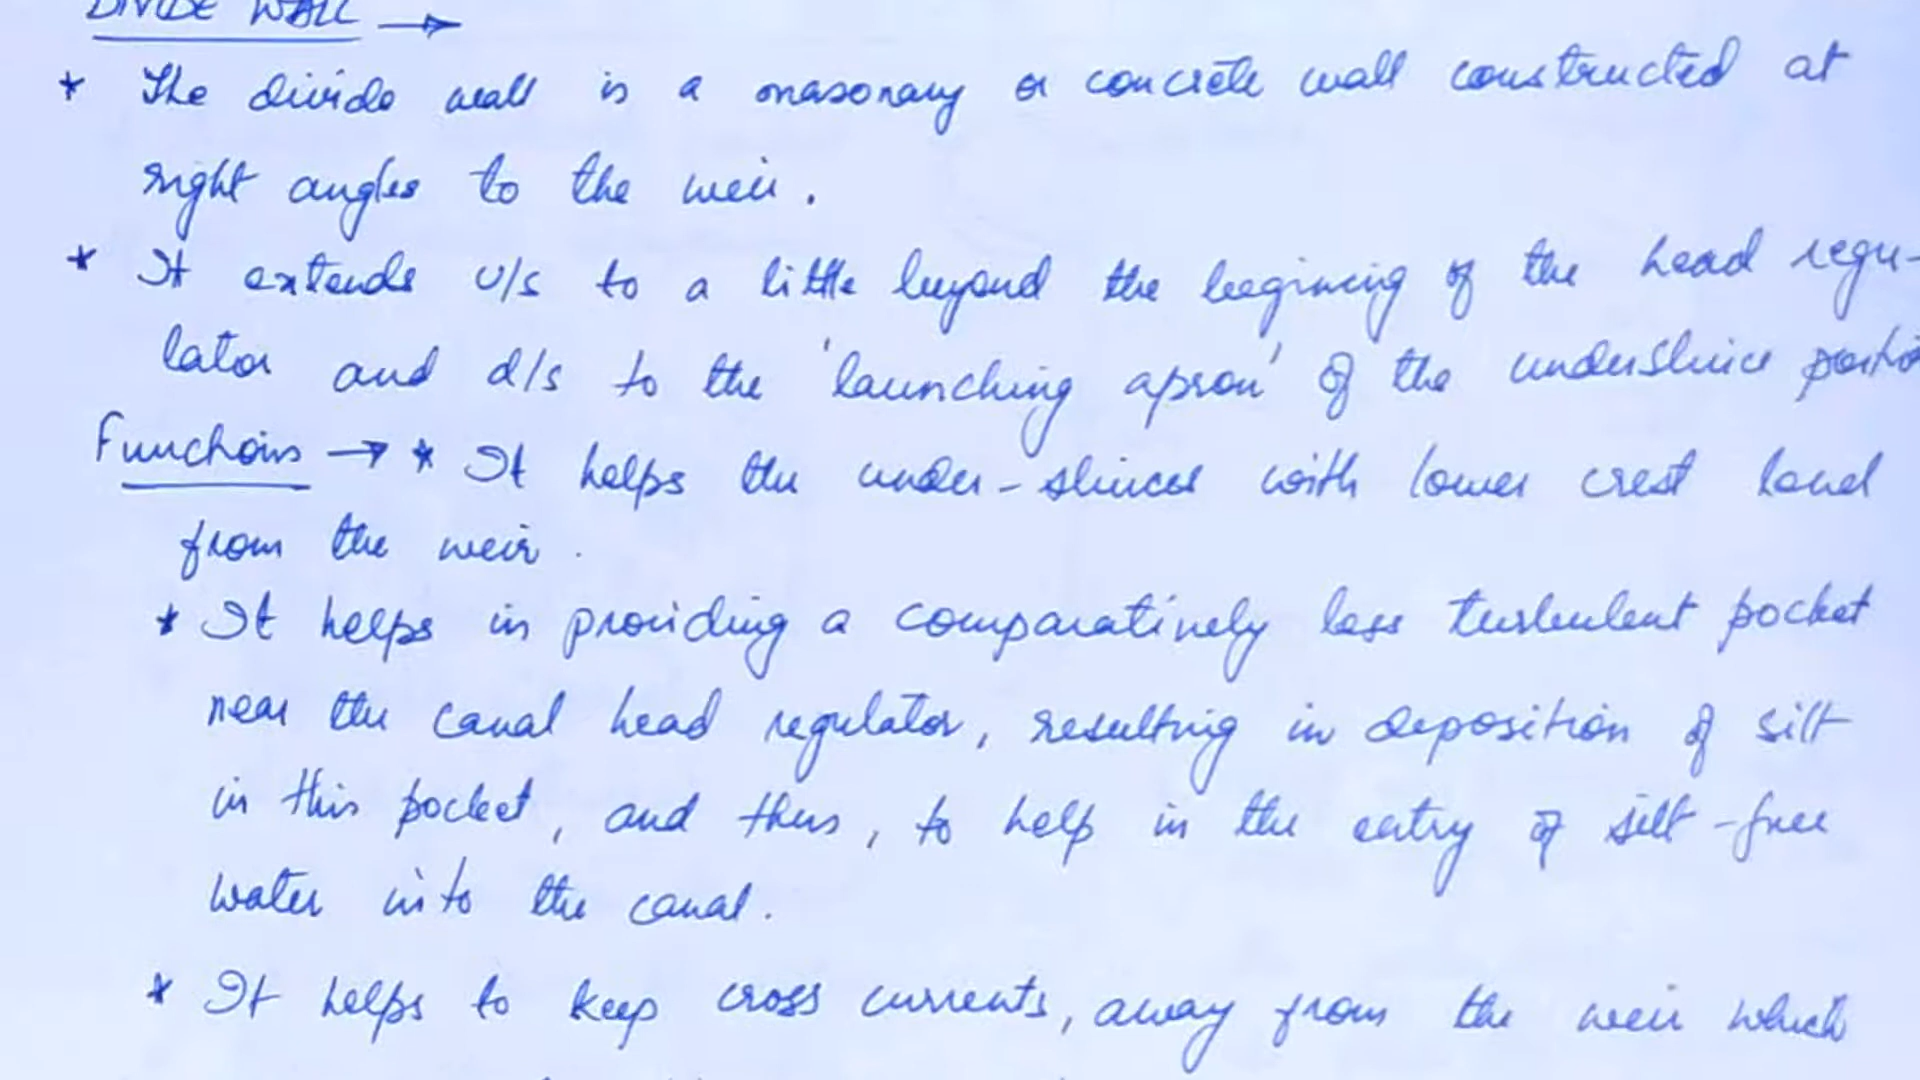 DIVIDE WALL →
* The divide wall is a masonary or concrete wall constructed at
right angles to the weir.
* It extends U/s to a little beyond the begining of the head regu-
lator and d/s to the 'launching apron' of the undersluice portio
Functions → * It helps the under-sluices with lower crest level
from the weir.
* It helps in providing a comparatively less turbulent pocket
near the canal head regulator, resulting in deposition of silt
in this pocket, and thus, to help in the entry of silt-free
water into the canal.
* It helps to keep cross currents, away from the weir which